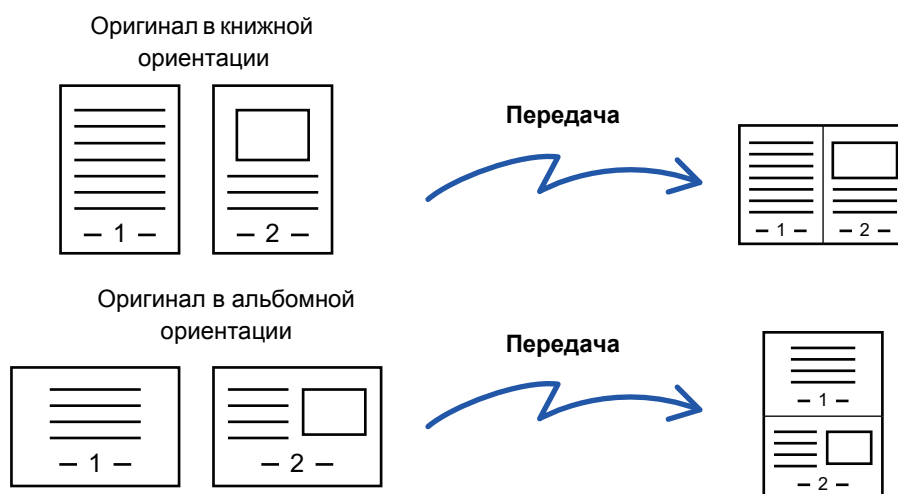 Оригинал в книжной
ориентации
Передача
– 1 –
– 2 –
– 1 –
– 2 –
Оригинал в альбомной
ориентации
Передача
– 1 –
– 2 –
– 1 –
– 2 –